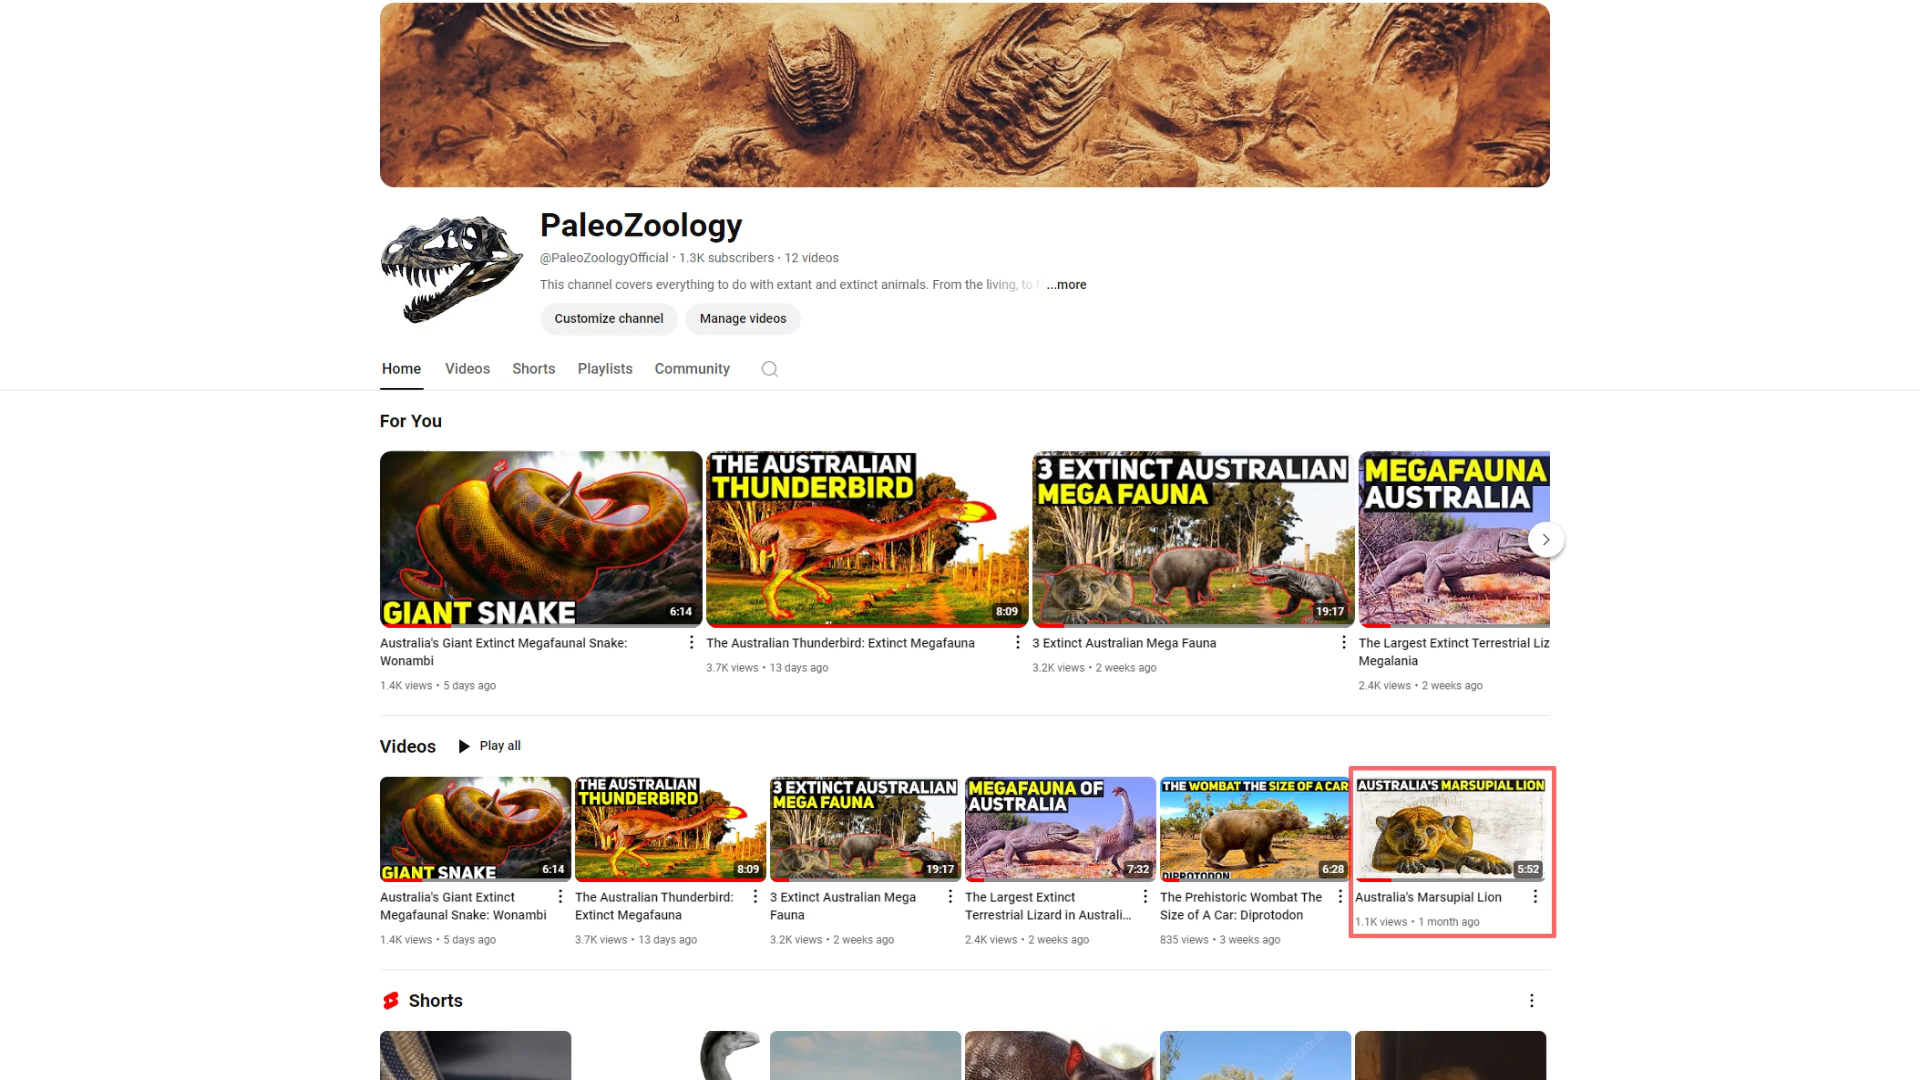 PaleoZoology
@PaleoZoologyOfficial · 1.3K subscribers · 12 videos
This channel covers everything to do with extant and extinct animals. From the living, to ...more
Customize channel
Manage videos
Home
Videos
Shorts
Playlists
Community
For You
GIANT SNAKE
6:14
THE AUSTRALIAN
THUNDERBIRD
8:09
3 EXTINCT AUSTRALIAN
MEGA FAUNA
19:17
MEGAFAUNA
AUSTRALIA
Australia's Giant Extinct Megafaunal Snake:
Wonambi
1.4K views • 5 days ago
The Australian Thunderbird: Extinct Megafauna
3.7K views • 13 days ago
3 Extinct Australian Mega Fauna
3.2K views • 2 weeks ago
The Largest Extinct Terrestrial Liz
Megalania
2.4K views • 2 weeks ago
Videos
Play all
GIANT SNAKE
6:14
THE AUSTRALIAN
THUNDERBIRD
8:09
3 EXTINCT AUSTRALIAN
MEGA FAUNA
19:17
MEGAFAUNA OF
AUSTRALIA
7:32
THE WOMBAT THE SIZE OF A CAR
DIPROTODON
6:28
AUSTRALIA'S MARSUPIAL LION
5:52
Australia's Giant Extinct
Megafaunal Snake: Wonambi
1.4K views • 5 days ago
The Australian Thunderbird:
Extinct Megafauna
3.7K views • 13 days ago
3 Extinct Australian Mega
Fauna
3.2K views • 2 weeks ago
The Largest Extinct
Terrestrial Lizard in Australi...
2.4K views • 2 weeks ago
The Prehistoric Wombat The
Size of A Car: Diprotodon
835 views • 3 weeks ago
Australia's Marsupial Lion
1.1K views • 1 month ago
Shorts